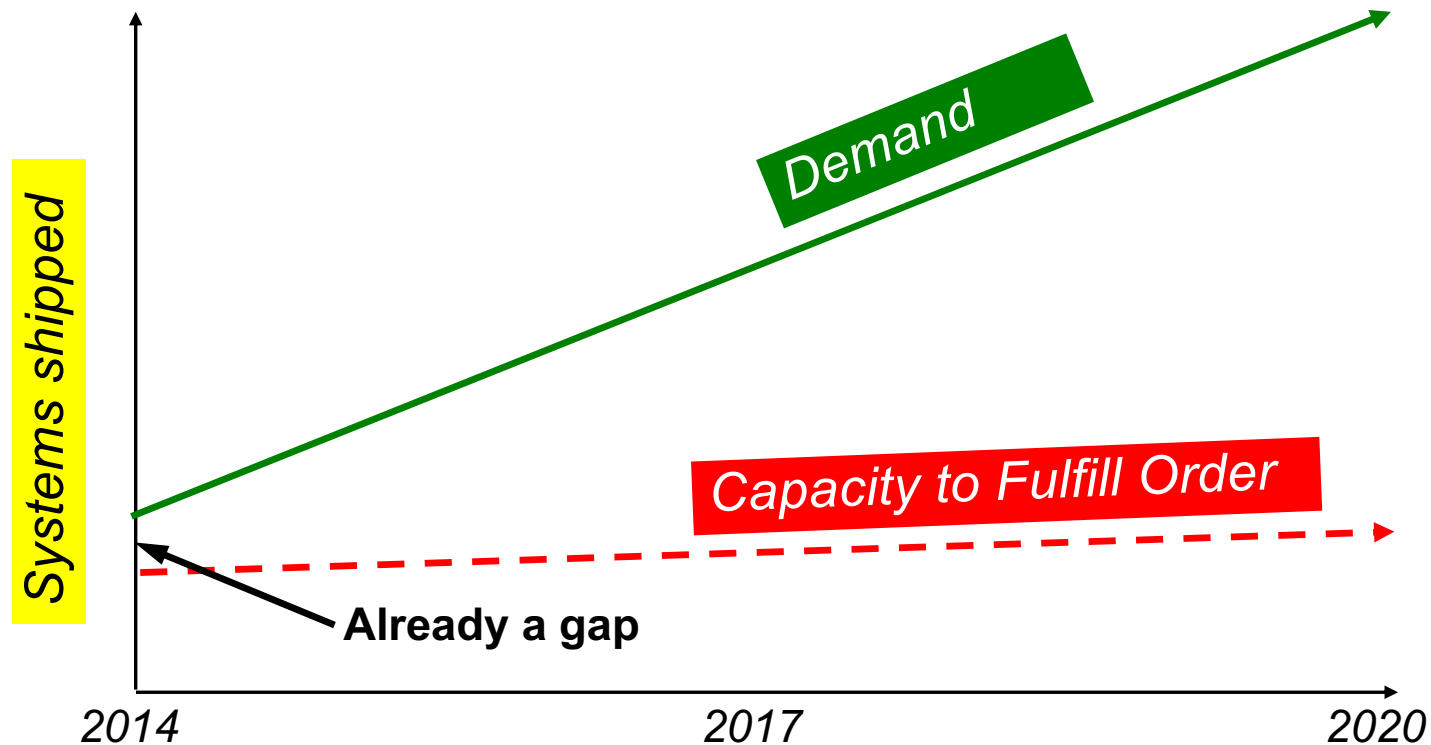 Systems shipped
Demand
Capacity to Fulfill Order
Already a gap
2014
2017
2020